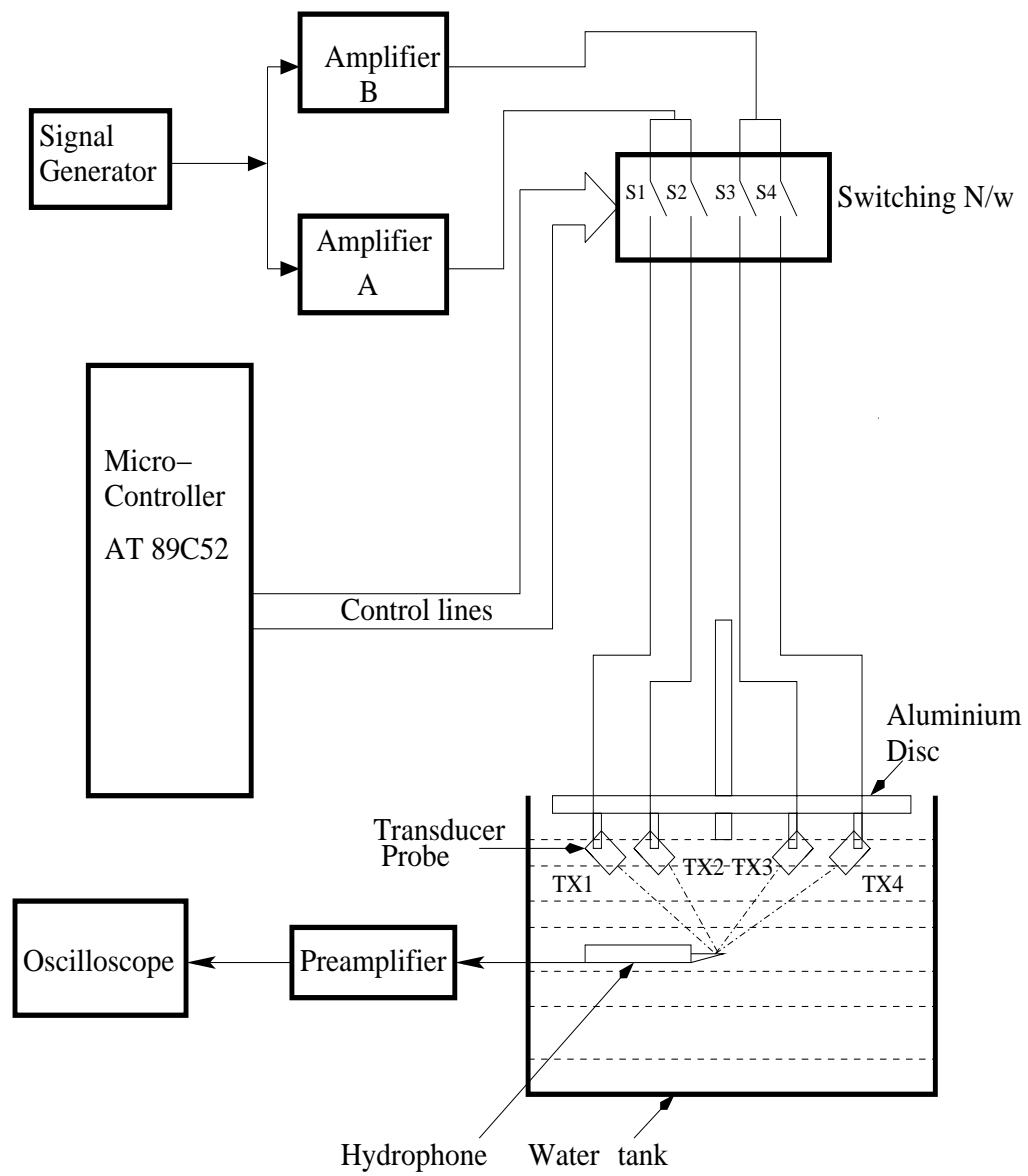 Amplifier
B
Signal
Generator
S1 S2 S3 S4
Switching N/w
Amplifier
A
Micro–
Controller
AT 89C52
Control lines
Aluminium
Disc
Transducer
Probe
TX1
TX2 TX3
TX4
Oscilloscope
Preamplifier
Hydrophone
Water tank